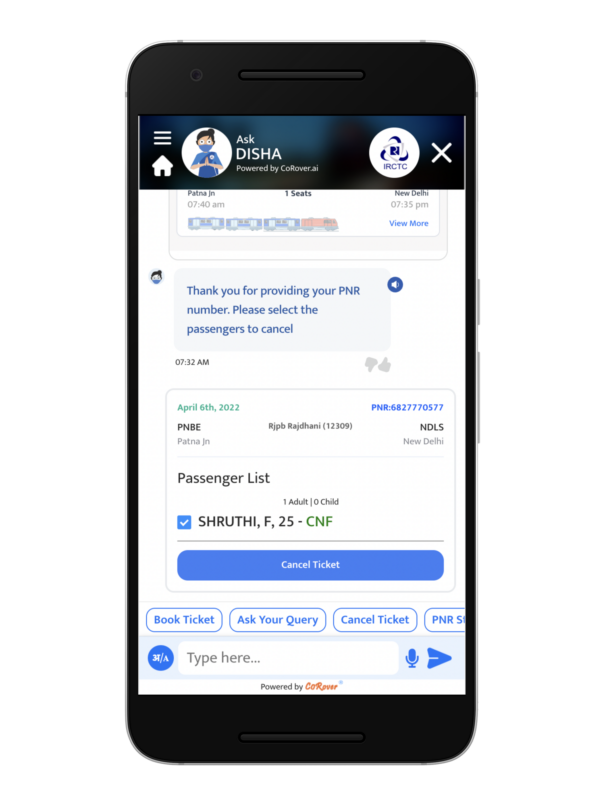 Ask
DISHA
Powered by CoRover.ai
IRCTC
Patna Jn 1 Seats New Delhi
07:40 am 07:35 pm
View More
Thank you for providing your PNR
number. Please select the
passengers to cancel
07:32 AM
April 6th, 2022 PNR:6827770577
PNBE Rjpb Rajdhani (12309) NDLS
Patna Jn New Delhi
Passenger List
1 Adult | 0 Child
SHRUTHI, F, 25 - CNF
Cancel Ticket
Book Ticket Ask Your Query Cancel Ticket PNR St
अ/A Type here...
Powered by CoRover